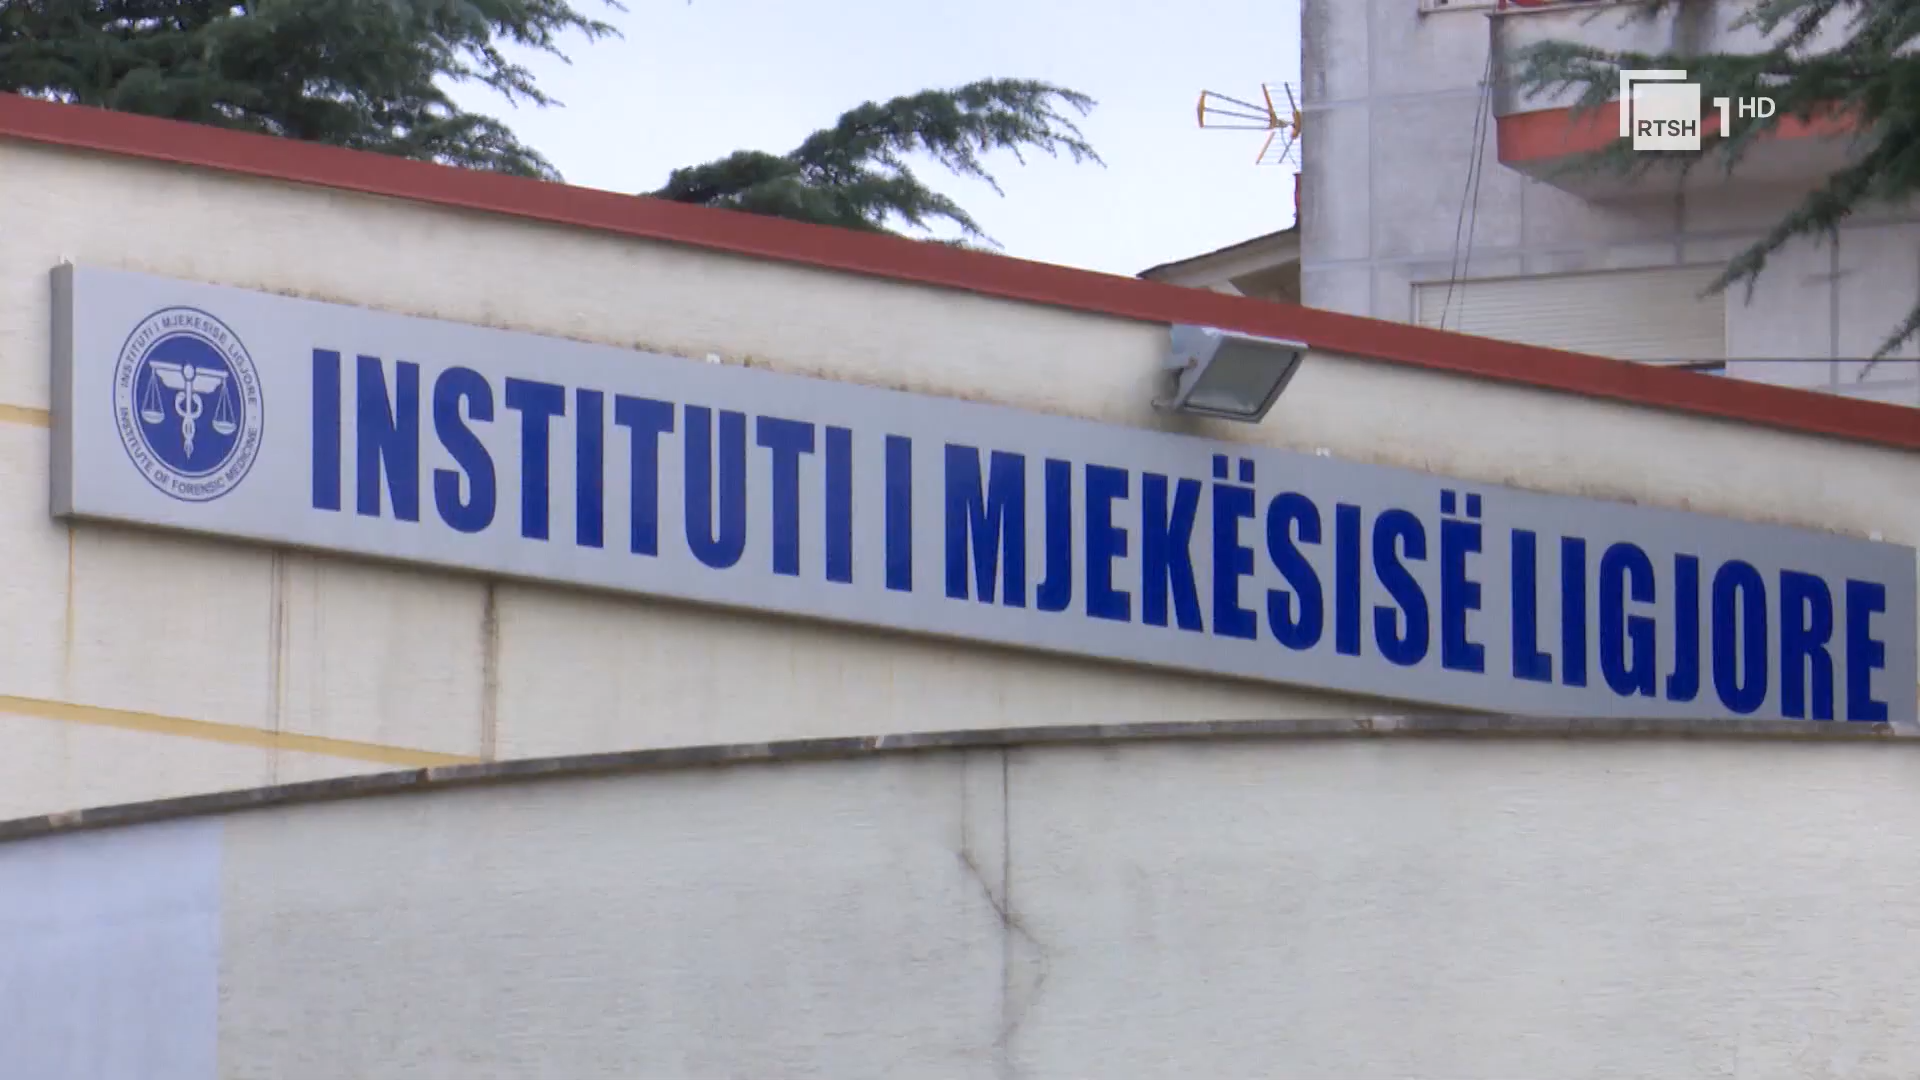 RTSH 1 HD
INSTITUTI I MJEKËSISË LIGJORE
INSTITUTI I MJEKËSISË LIGJORE
INSTITUTE OF FORENSIC MEDICINE